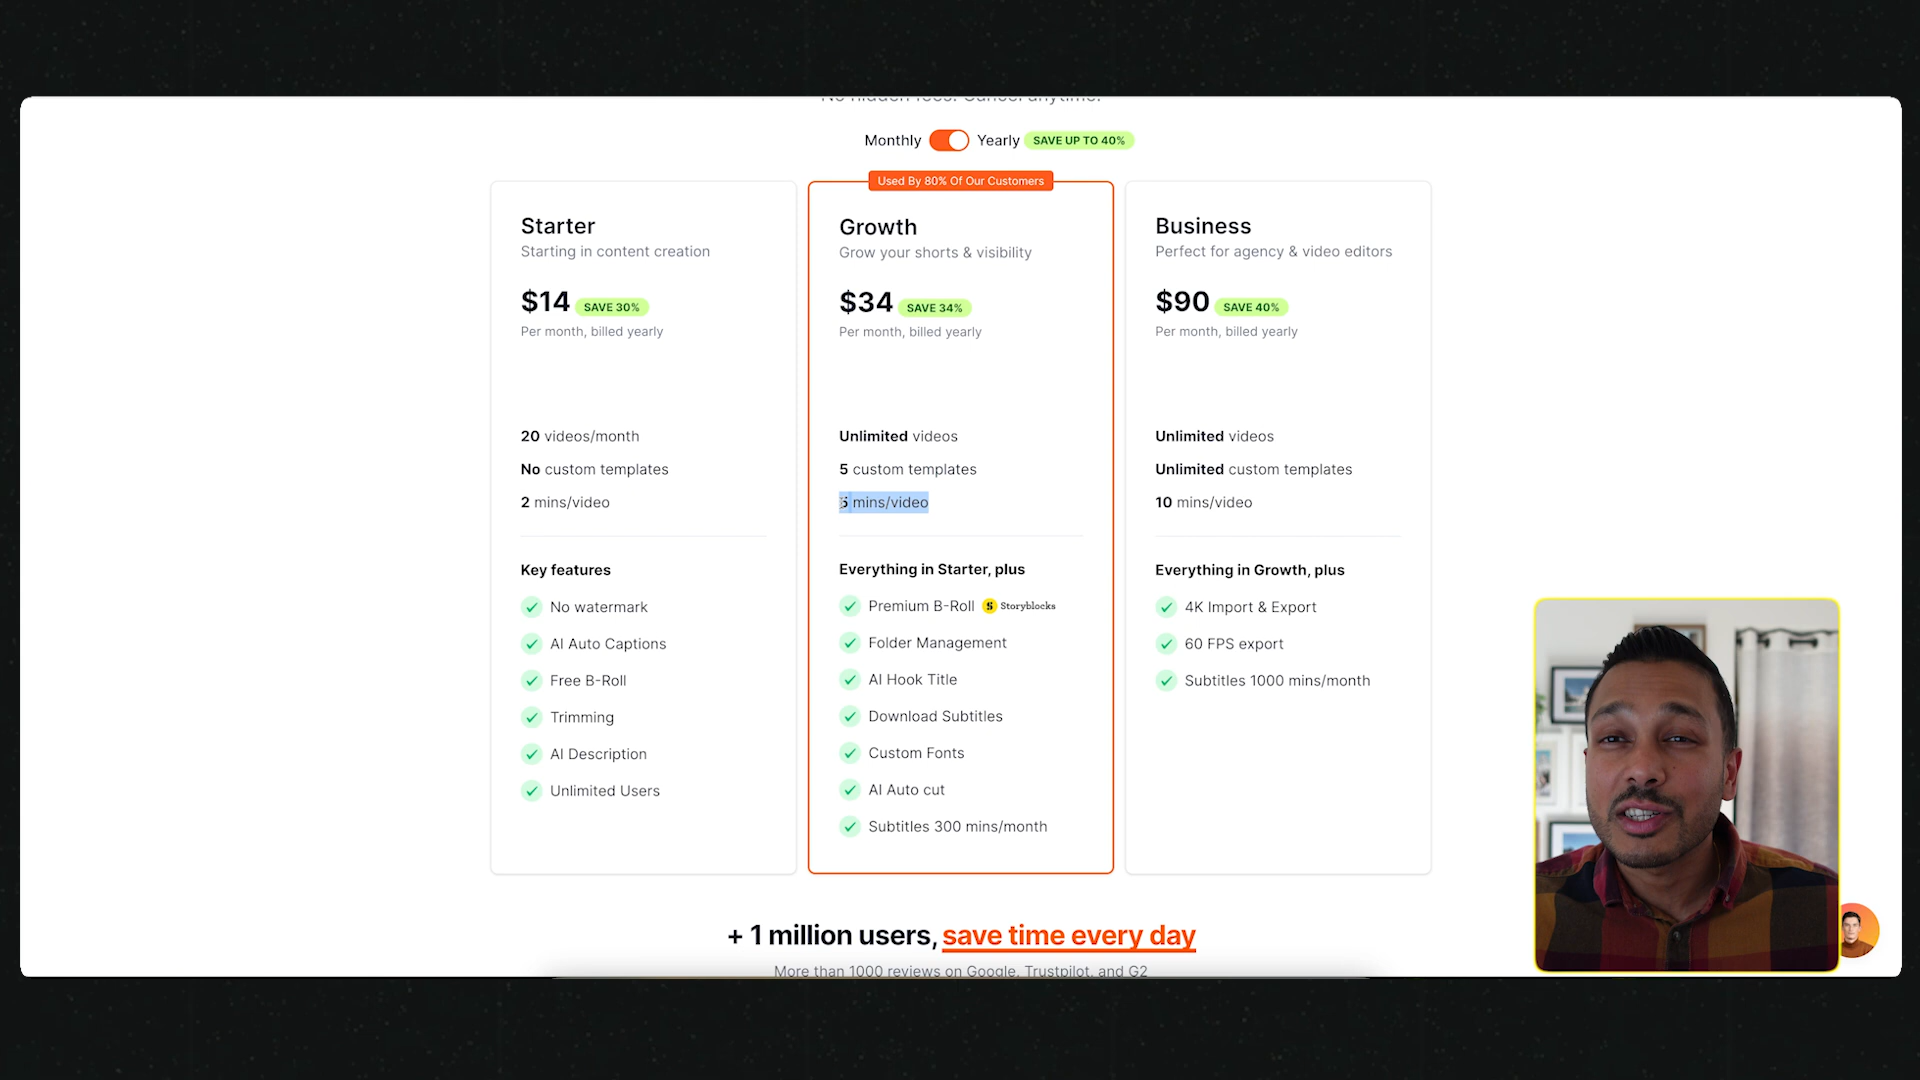 No hidden fees. Cancel anytime.
Monthly Yearly SAVE UP TO 40%
Used By 80% Of Our Customers
Starter
Starting in content creation
$14 SAVE 30%
Per month, billed yearly
20 videos/month
No custom templates
2 mins/video
Key features
No watermark
AI Auto Captions
Free B-Roll
Trimming
AI Description
Unlimited Users
Growth
Grow your shorts & visibility
$34 SAVE 34%
Per month, billed yearly
Unlimited videos
5 custom templates
5 mins/video
Everything in Starter, plus
Premium B-Roll S Storyblocks
Folder Management
AI Hook Title
Download Subtitles
Custom Fonts
AI Auto cut
Subtitles 300 mins/month
Business
Perfect for agency & video editors
$90 SAVE 40%
Per month, billed yearly
Unlimited videos
Unlimited custom templates
10 mins/video
Everything in Growth, plus
4K Import & Export
60 FPS export
Subtitles 1000 mins/month
+ 1 million users, save time every day
More than 1000 reviews on Google, Trustpilot, and G2